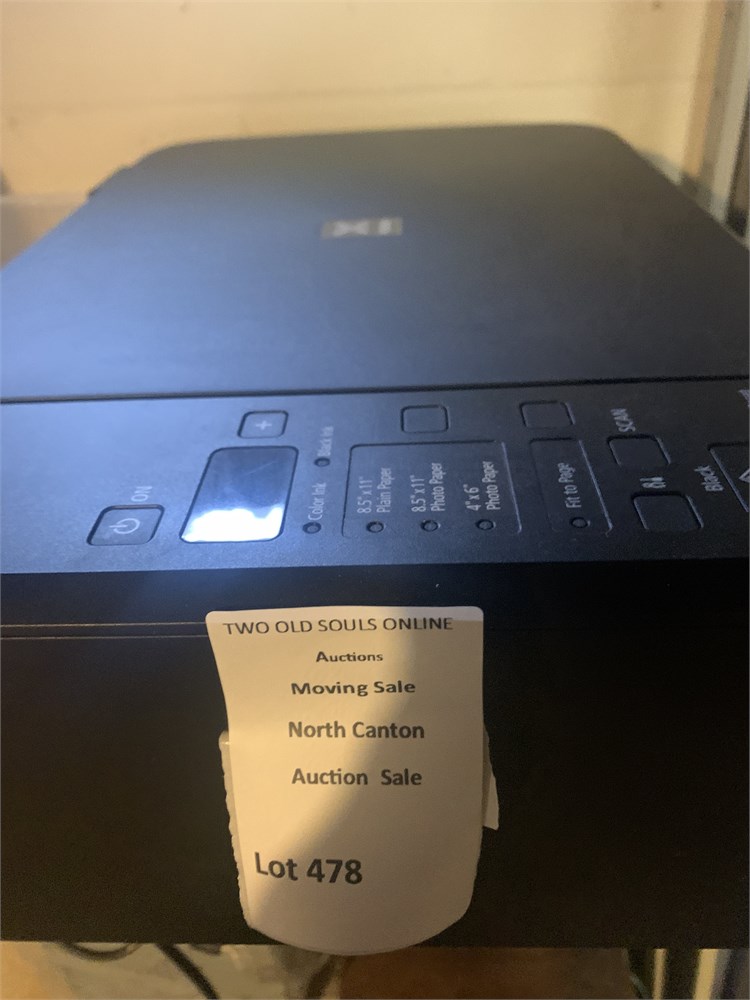 ON
+
Color Ink
Black Ink
8.5"x11"
Plain Paper
8.5"x11"
Photo Paper
4"x6"
Photo Paper
Fit to Page
SCAN
Black
TWO OLD SOULS ONLINE
Auctions
Moving Sale
North Canton
Auction Sale
Lot 478